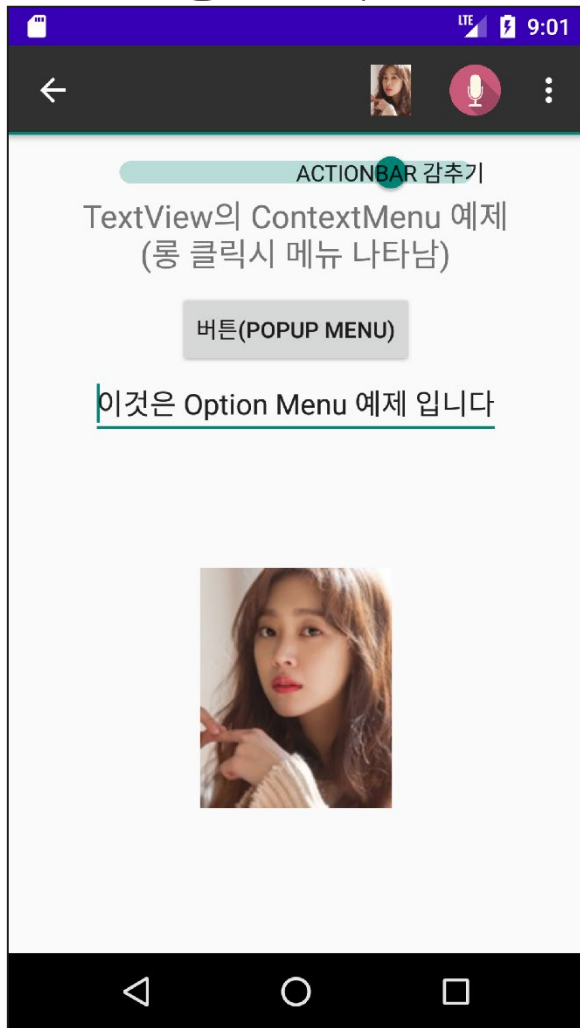 LTE 9:01
ACTIONBAR 감추기
TextView의 ContextMenu 예제
(롱 클릭시 메뉴 나타남)
버튼(POPUP MENU)
이것은 Option Menu 예제 입니다